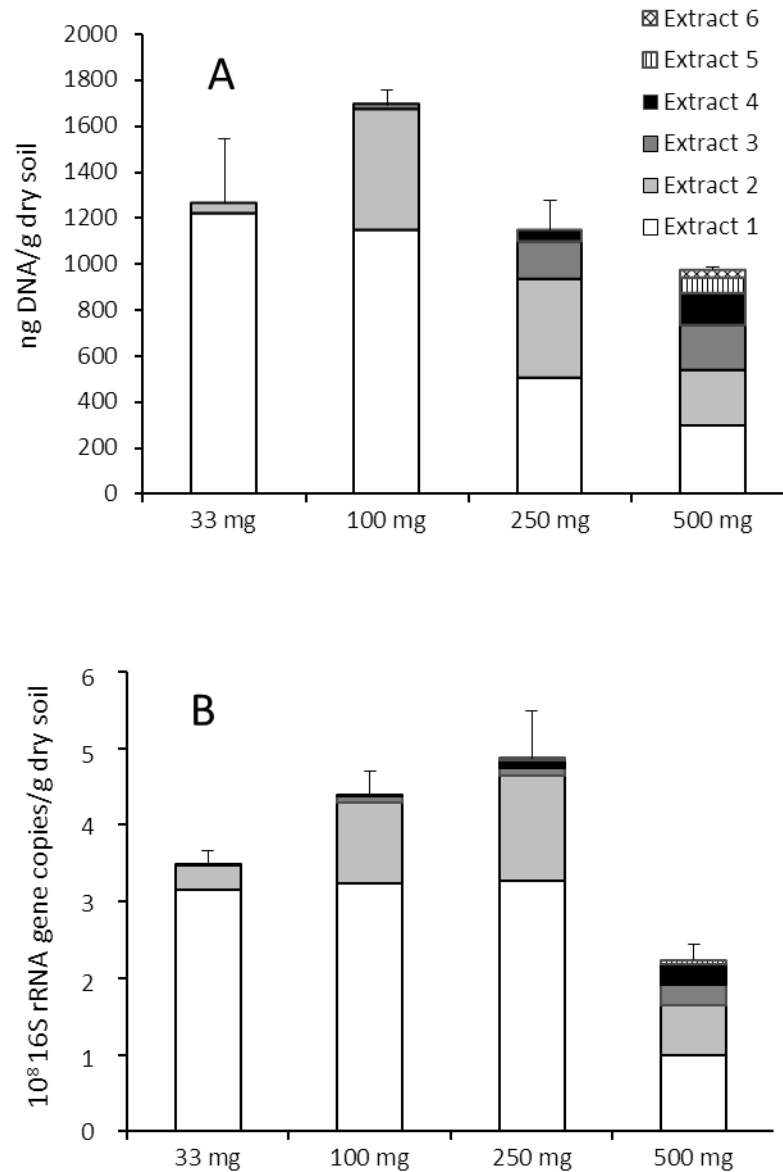 Extract 6
Extract 5
Extract 4
Extract 3
Extract 2
Extract 1
A
ng DNA/g dry soil
2000
1800
1600
1400
1200
1000
800
600
400
200
0
33 mg 100 mg 250 mg 500 mg
B
10⁸ 16S rRNA gene copies/g dry soil
6
5
4
3
2
1
0
33 mg 100 mg 250 mg 500 mg